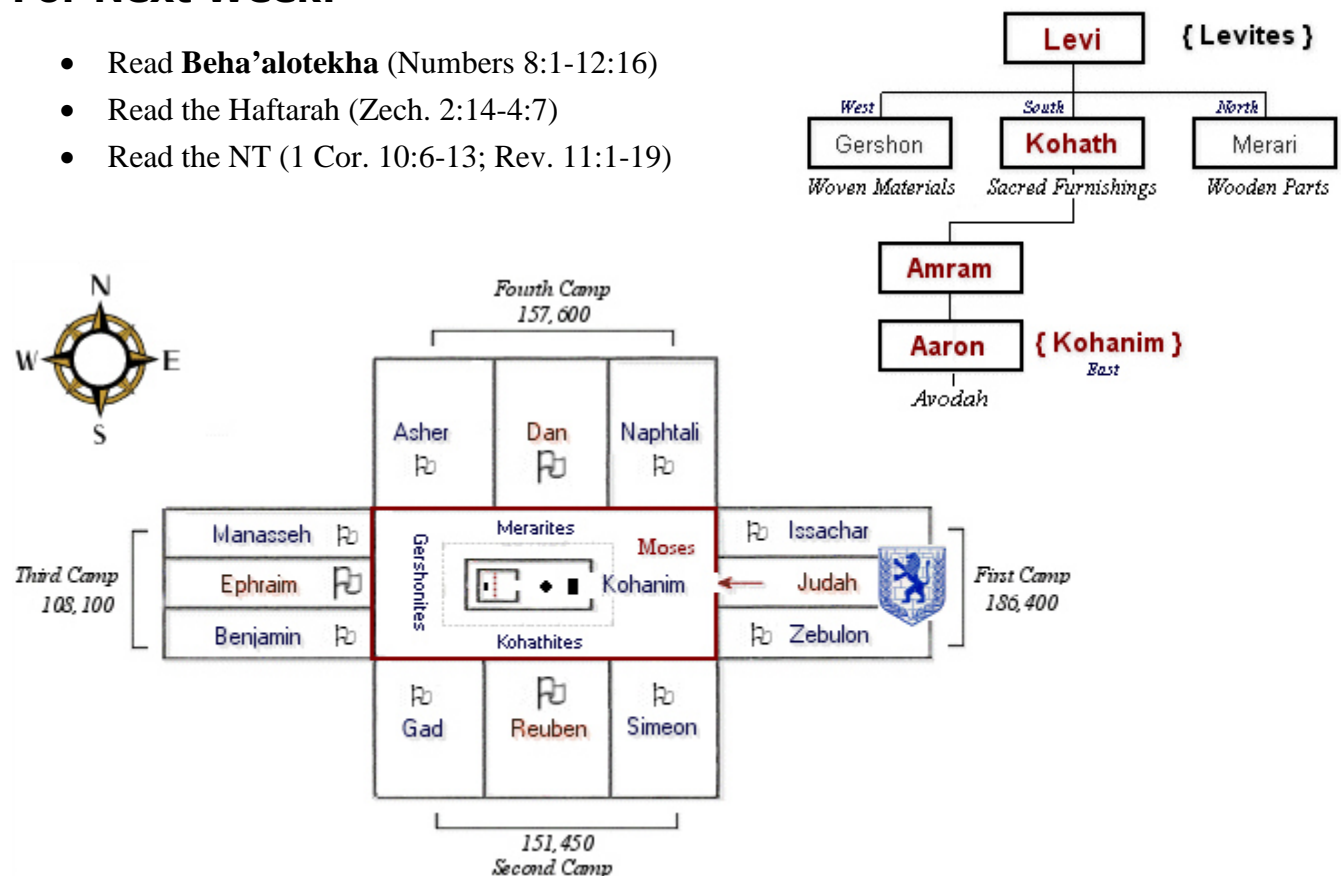 For Next Week:
Read Beha’alotekha (Numbers 8:1-12:16)
Read the Haftarah (Zech. 2:14-4:7)
Read the NT (1 Cor. 10:6-13; Rev. 11:1-19)
Levi { Levites }
West South North
Gershon Kohath Merari
Woven Materials Sacred Furnishings Wooden Parts
Amram
Aaron { Kohanim }
East
Avodah
N
W E
S
Fourth Camp
157,600
Asher Dan Naphtali
Manasseh
Ephraim
Benjamin
Third Camp
108,100
Merarites
Gershonites
Moses
Kohanim
Kohathites
Issachar
Judah
Zebulon
First Camp
186,400
Gad Reuben Simeon
151,450
Second Camp